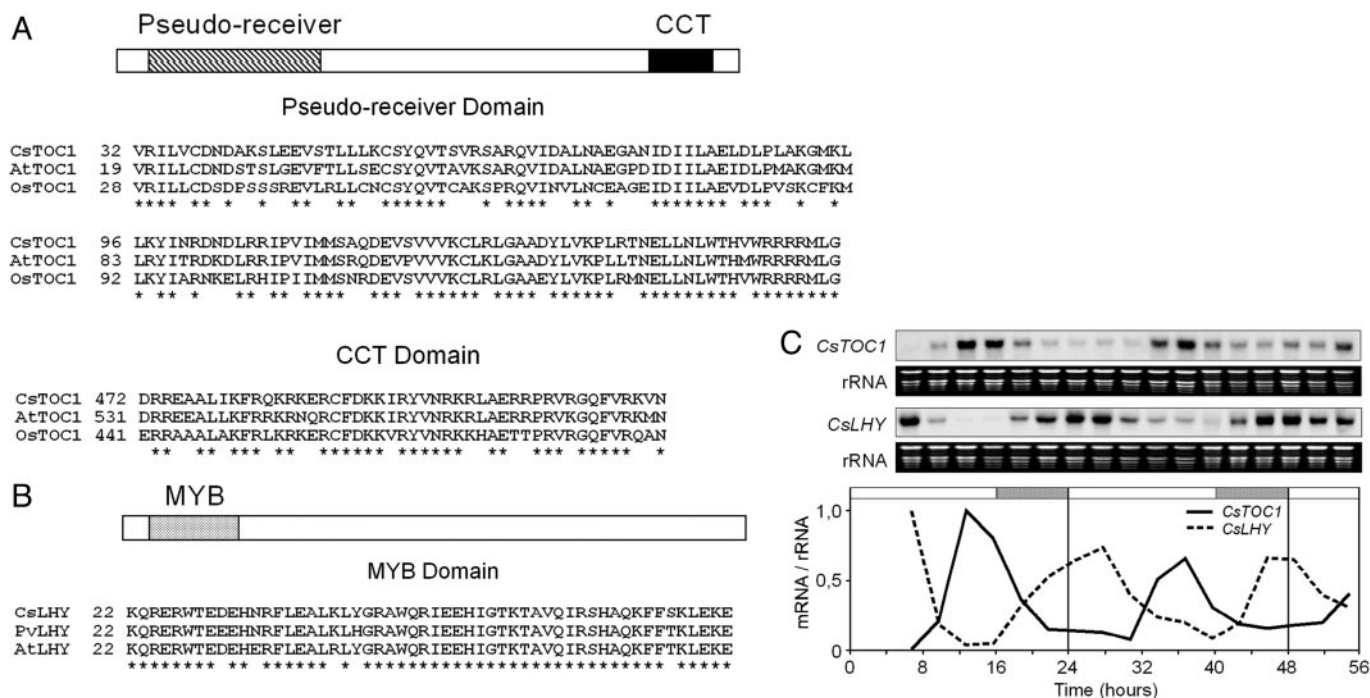 A
Pseudo-receiver CCT
Pseudo-receiver Domain
CsTOC1 32 VRILVCDNDAKSLEEVSTLLLKCSYQVTSVRSARQVIDALNAEGANIDIILAELDLPLAKGMKL
AtTOC1 19 VRILLCDNDSTSLGEVFTLLSECSYQVTAVKSARQVIDALNAEGPDIDIILAEIDLPMAKGMKM
OsTOC1 28 VRILLCDSDPSSSREVLRLLCNCSYQVTCAKSPRQVINVLNCEAGEIDIILAEVDLPVSKCFKM
**** ** * * ** ** ****** * **** ** * ******* *** * *
CsTOC1 96 LKYINRDNDLRRIPVIMMSAQDEVSVVVKCLRLGAADYLVKPLRTNELLNLWTHVWRRRRMLG
AtTOC1 83 LRYITRDKDLRRIPVIMMSRQDEVPVVVKCLKLGAADYLVKPLLTNELLNLWTHMWRRRRMLG
OsTOC1 92 LKYIARNKELRHIPIIMMSNRDEVSVVVKCLRLGAAEYLVKPLRMNELLNLWTHVWRRRRMLG
* ** * ** ** **** *** ****** **** ****** ********* ********
CCT Domain
CsTOC1 472 DRREAALIKFRQKRKERCFDKKIRYVNRKRLAERRPRVRGQFVRKVN
AtTOC1 531 DRREEALLKFRRKRNQRCFDKKIRYVNRKRLAERRPRVKGQFVRKMN
OsTOC1 441 ERRAAALAKFRLKRKERCFDKKVRYVNRKKHAETTPRVRGQFVRQAN
** ** *** ** ****** ****** ** *** ***** *
B
MYB
MYB Domain
CsLHY 22 KQRERWTEDEHNRFLEALKLYGRAWQRIEEHIGTKTAVQIRSHAQKFFSKLEKE
PvLHY 22 KQRERWTEEEHNRFLEALKLHGRAWQRIEEHIGTKTAVQIRSHAQKFFTKLEKE
AtLHY 22 KQRERWTEDEHERFLEALRLYGRAWQRIEEHIGTKTAVQIRSHAQKFFTKLEKE
******** ** ****** * *************************** *****
C
CsTOC1
rRNA
CsLHY
rRNA
CsTOC1
CsLHY
1,0
0,5
0
mRNA / rRNA
0 8 16 24 32 40 48 56
Time (hours)